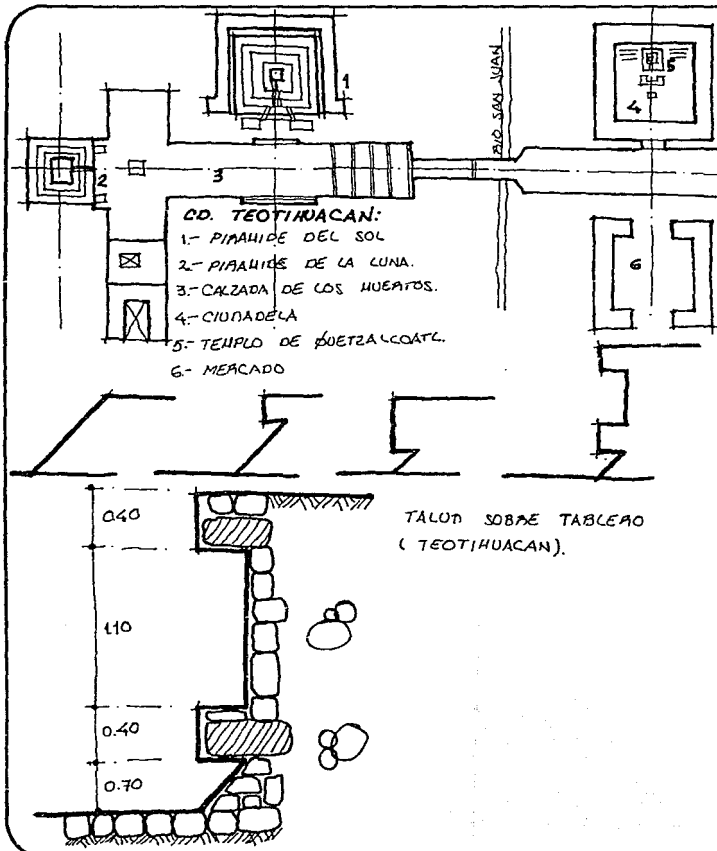 1
RIO SAN JUAN
5
4
2
3
CD. TEOTIHUACAN:
1.- PIRAMIDE DEL SOL
2.- PIRAMIDE DE LA LUNA.
3.- CALZADA DE LOS MUERTOS.
4.- CIUDADELA
5.- TEMPLO DE QUETZALCOATL.
6.- MERCADO
6
0.40
TALUD SOBRE TABLERO
(TEOTIHUACAN).
1.10
0.40
0.70